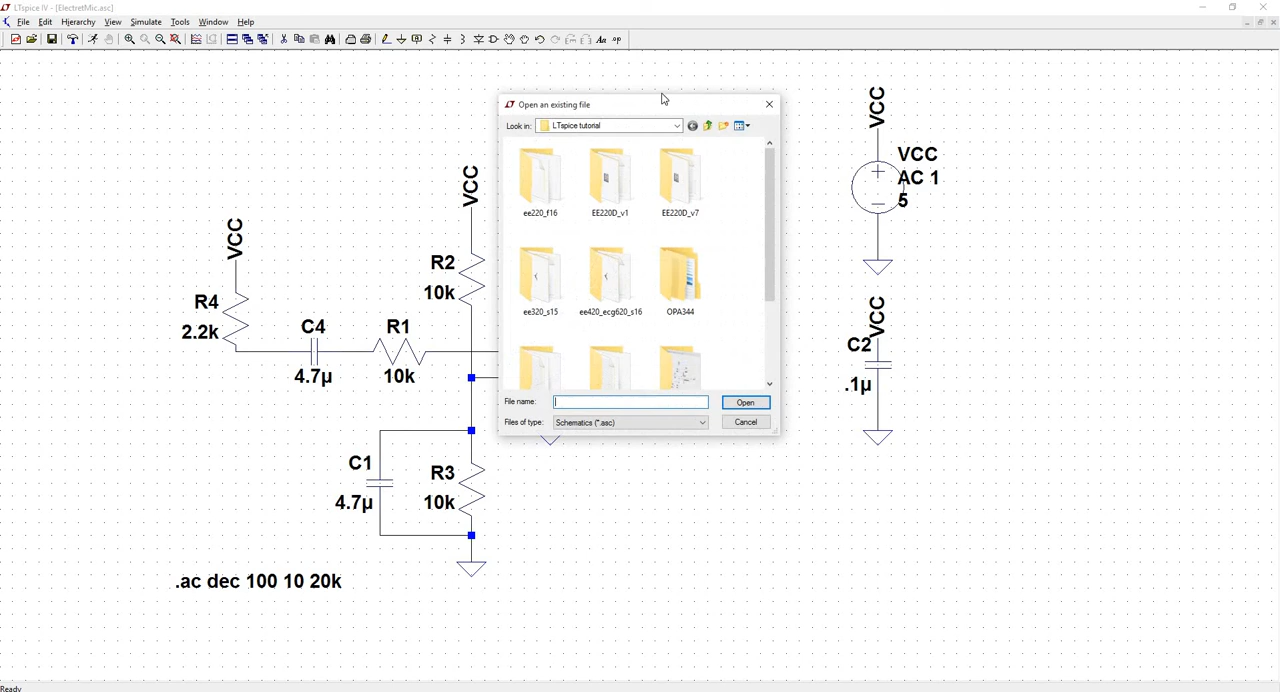 LTspice IV - [ElectretMic.asc]
File Edit Hierarchy View Simulate Tools Window Help
Open an existing file
Look in: LTspice tutorial
ee220_f16 EE220D_v1 EE220D_v7
ee320_s15 ee420_ecg620_s16 OPA344
File name: Open
Files of type: Schematics (*.asc) Cancel
VCC
R4
2.2k
C4
4.7µ
R1
10k
VCC
R2
10k
C1
4.7µ
R3
10k
VCC
VCC
AC 1
5
VCC
C2
.1µ
.ac dec 100 10 20k
Ready